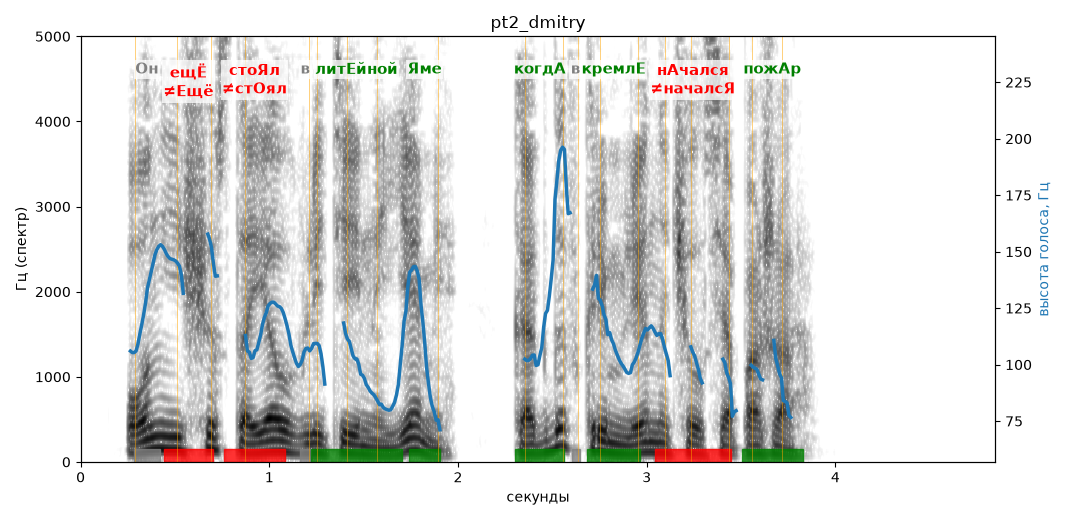 pt2_dmitry
Он ещЁ стоЯл в литЕйной Яме когдА в кремлЕ нАчался пожАр
≠Ещё ≠стОял ≠началсЯ
5000
4000
3000
2000
1000
0
Гц (спектр)
225
200
175
150
125
100
75
высота голоса, Гц
0 1 2 3 4
секунды